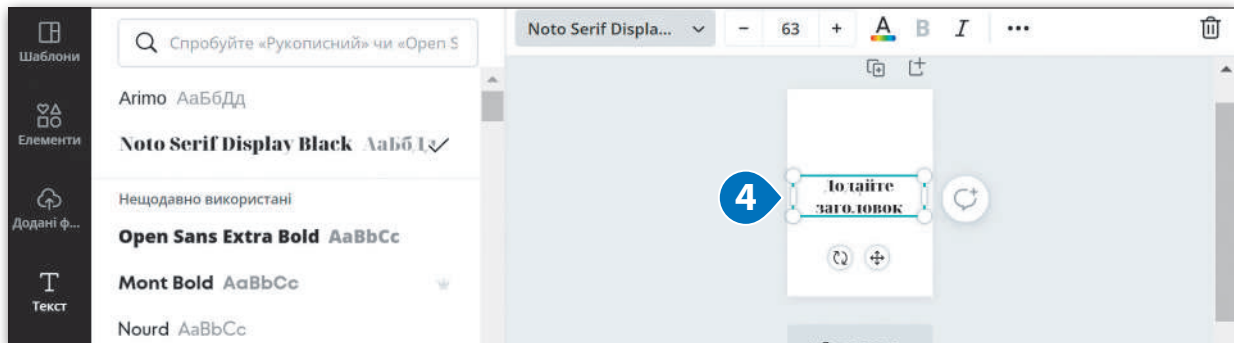 Шаблони
Елементи
Додані ф...
Текст
Спробуйте «Рукописний» чи «Open S
Arimo АаБбДд
Noto Serif Display Black АаБб
Нещодавно використані
Open Sans Extra Bold AaBbCc
Mont Bold AaBbCc
Nourd AaBbCc
Noto Serif Displa...
– 63 + A B I ...
4
Додайте
заголовок